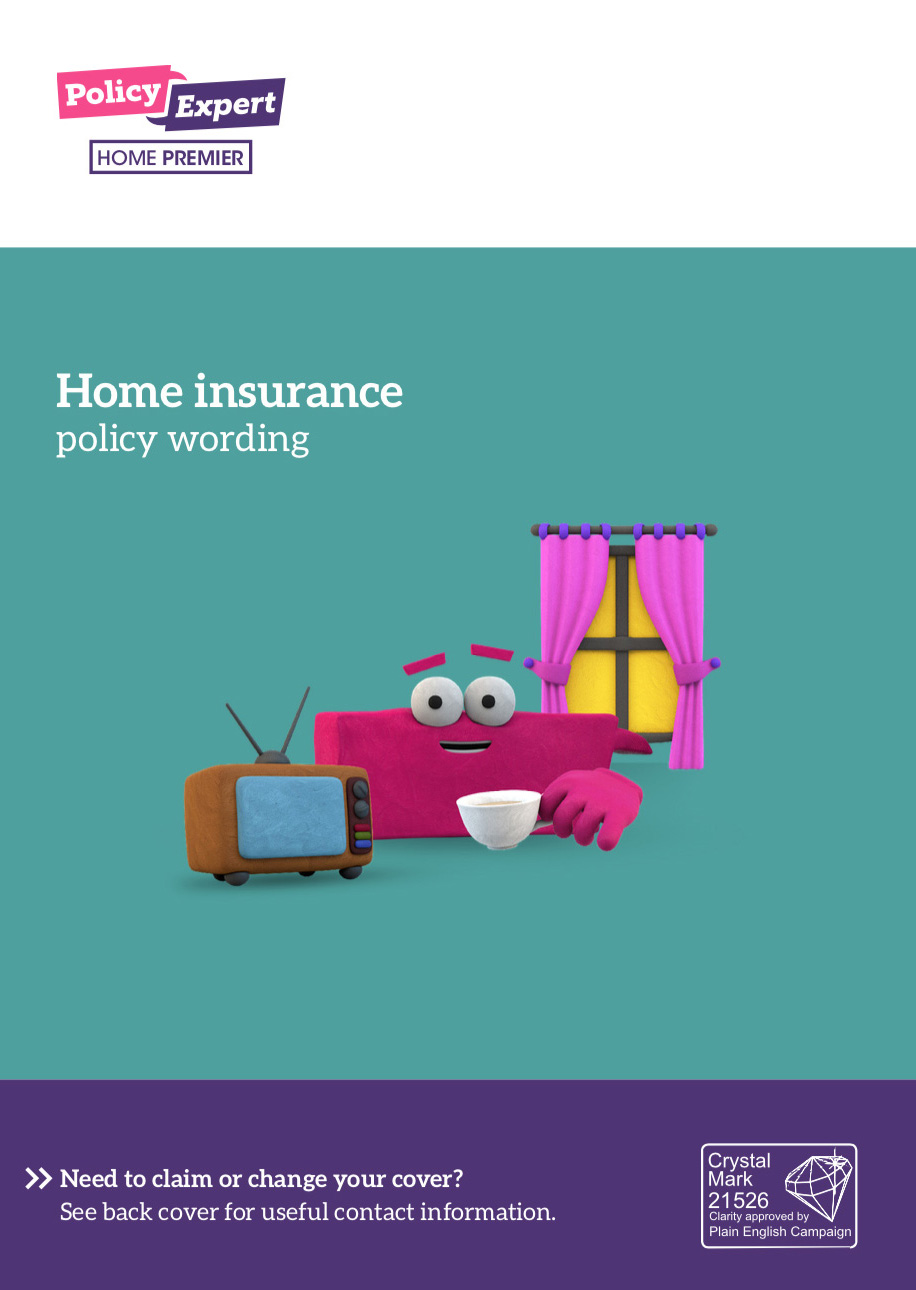 Policy
Expert
HOME PREMIER
Home insurance
policy wording
Need to claim or change your cover?
See back cover for useful contact information.
Crystal
Mark
21526
Clarity approved by
Plain English Campaign